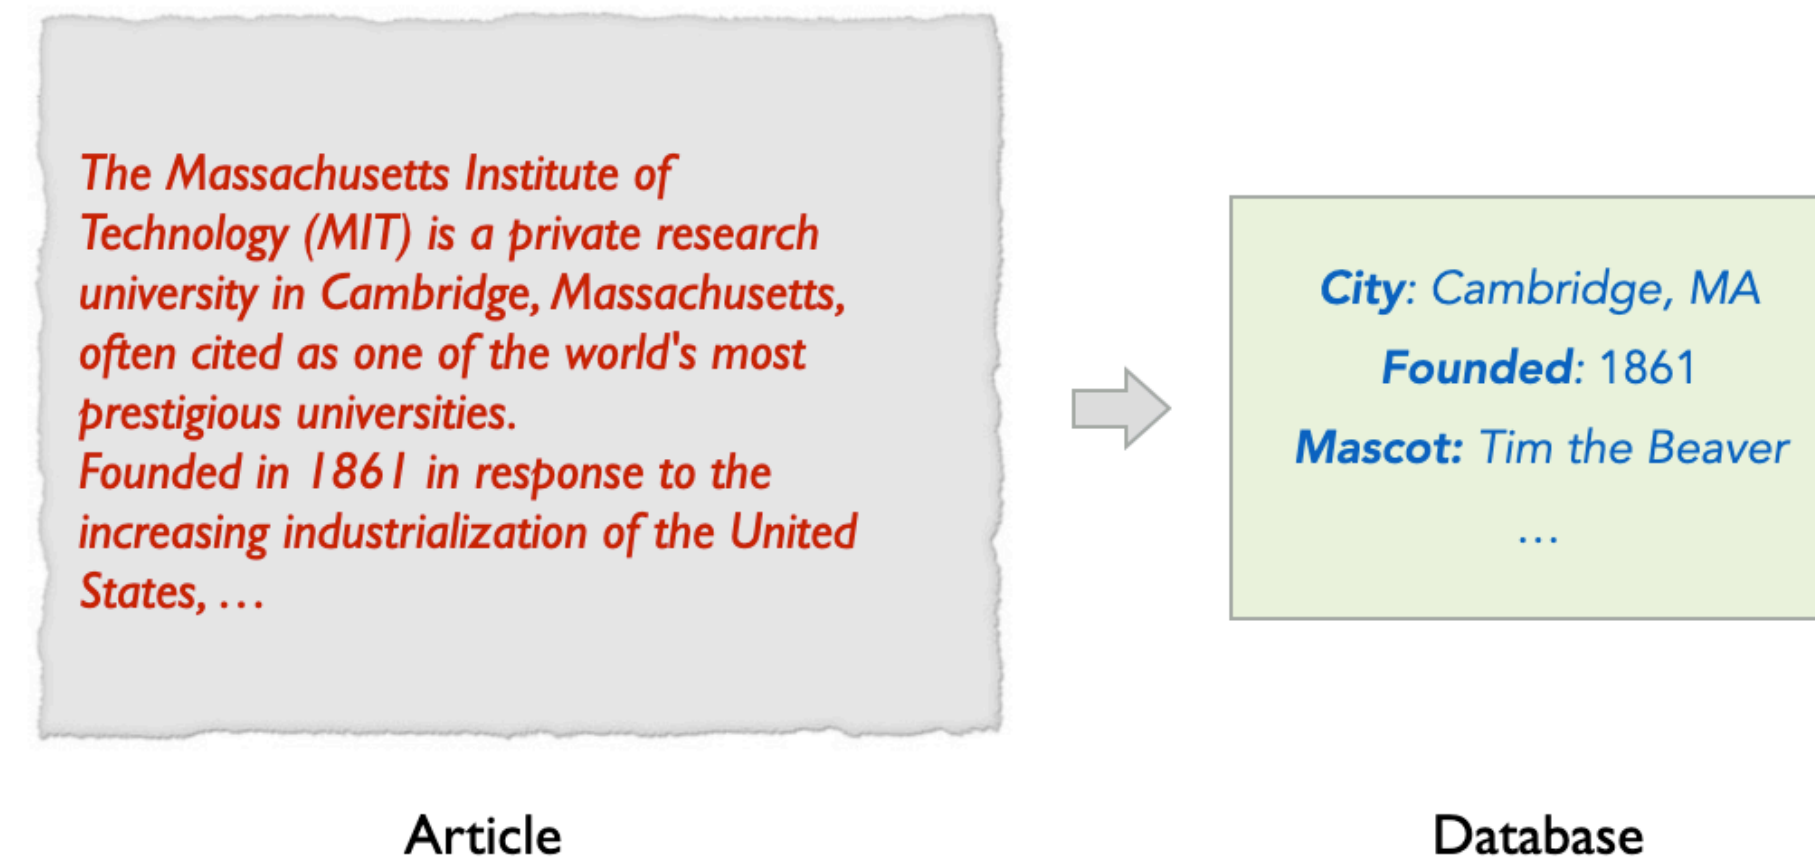 The Massachusetts Institute of
Technology (MIT) is a private research
university in Cambridge, Massachusetts,
often cited as one of the world's most
prestigious universities.
Founded in 1861 in response to the
increasing industrialization of the United
States, …
Article
City: Cambridge, MA
Founded: 1861
Mascot: Tim the Beaver
…
Database